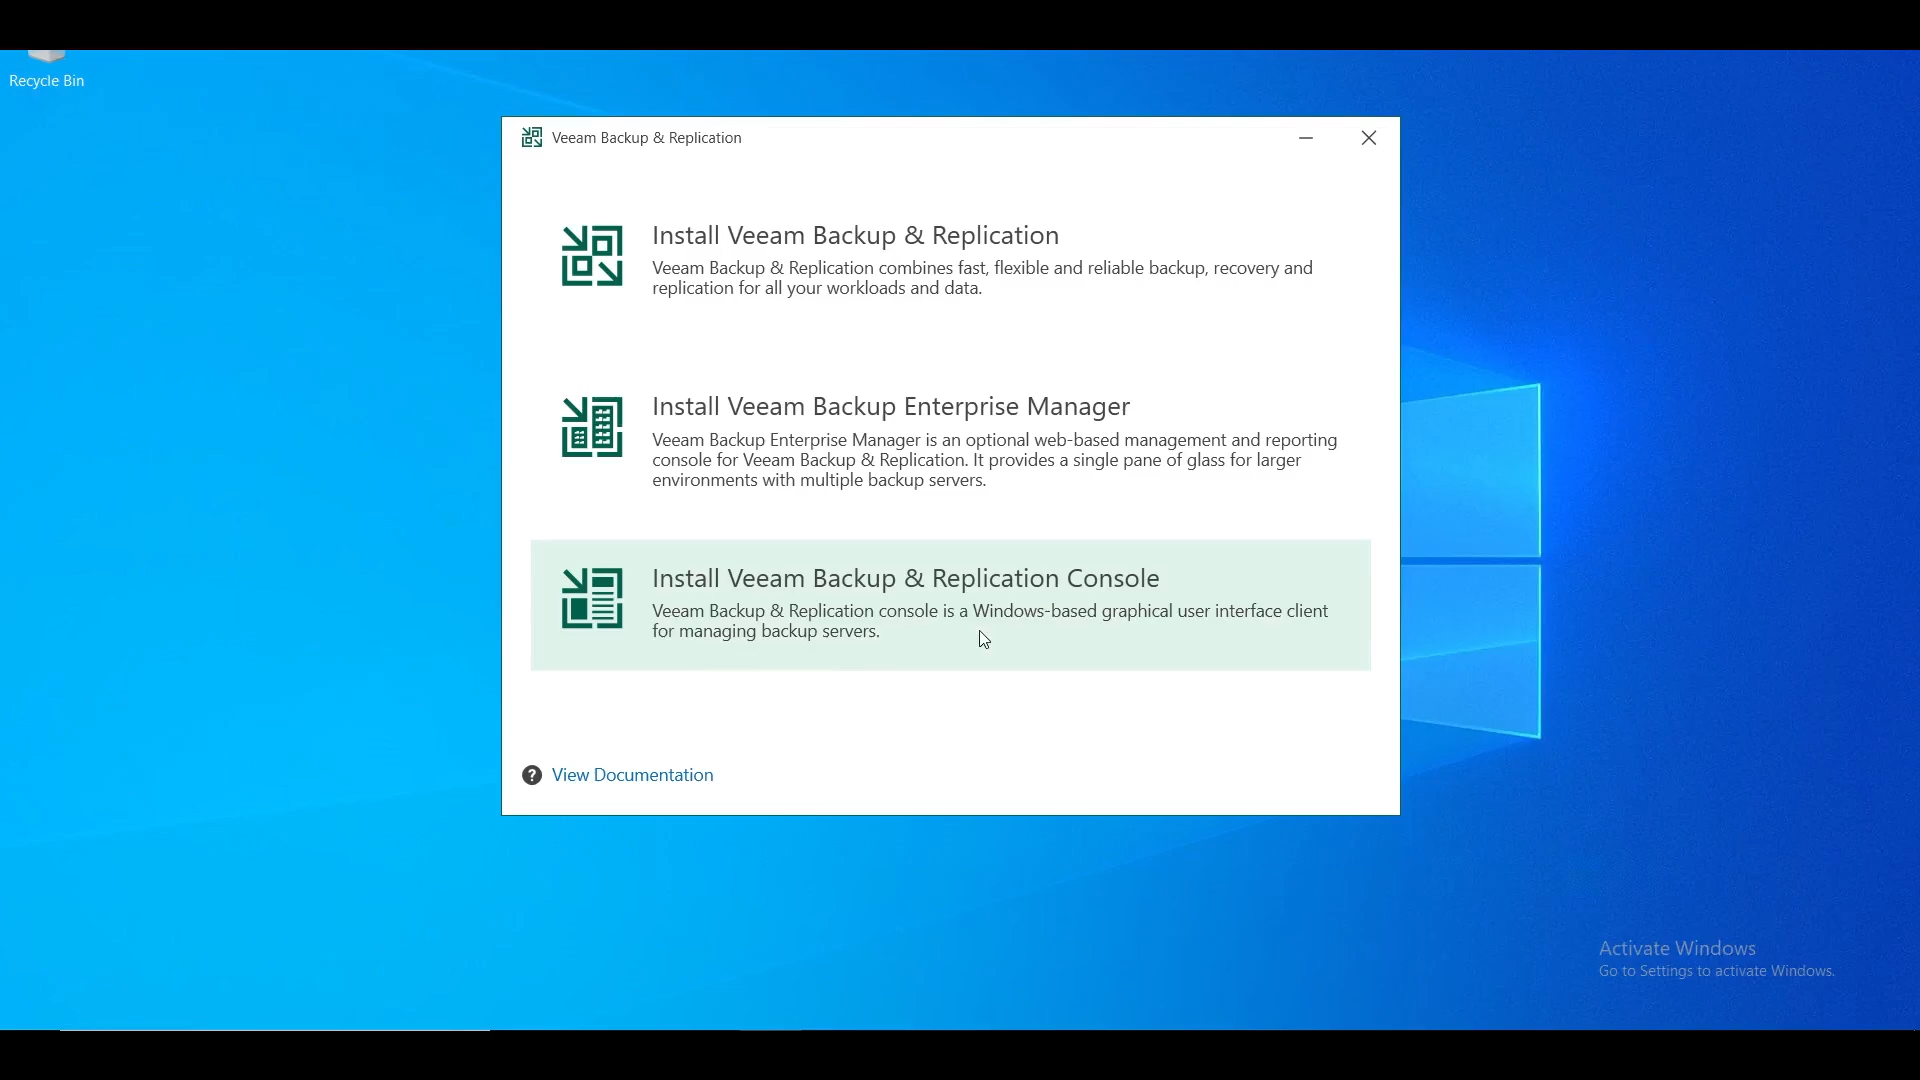 Recycle Bin
Veeam Backup & Replication
Install Veeam Backup & Replication
Veeam Backup & Replication combines fast, flexible and reliable backup, recovery and
replication for all your workloads and data.
Install Veeam Backup Enterprise Manager
Veeam Backup Enterprise Manager is an optional web-based management and reporting
console for Veeam Backup & Replication. It provides a single pane of glass for larger
environments with multiple backup servers.
Install Veeam Backup & Replication Console
Veeam Backup & Replication console is a Windows-based graphical user interface client
for managing backup servers.
? View Documentation
Activate Windows
Go to Settings to activate Windows.